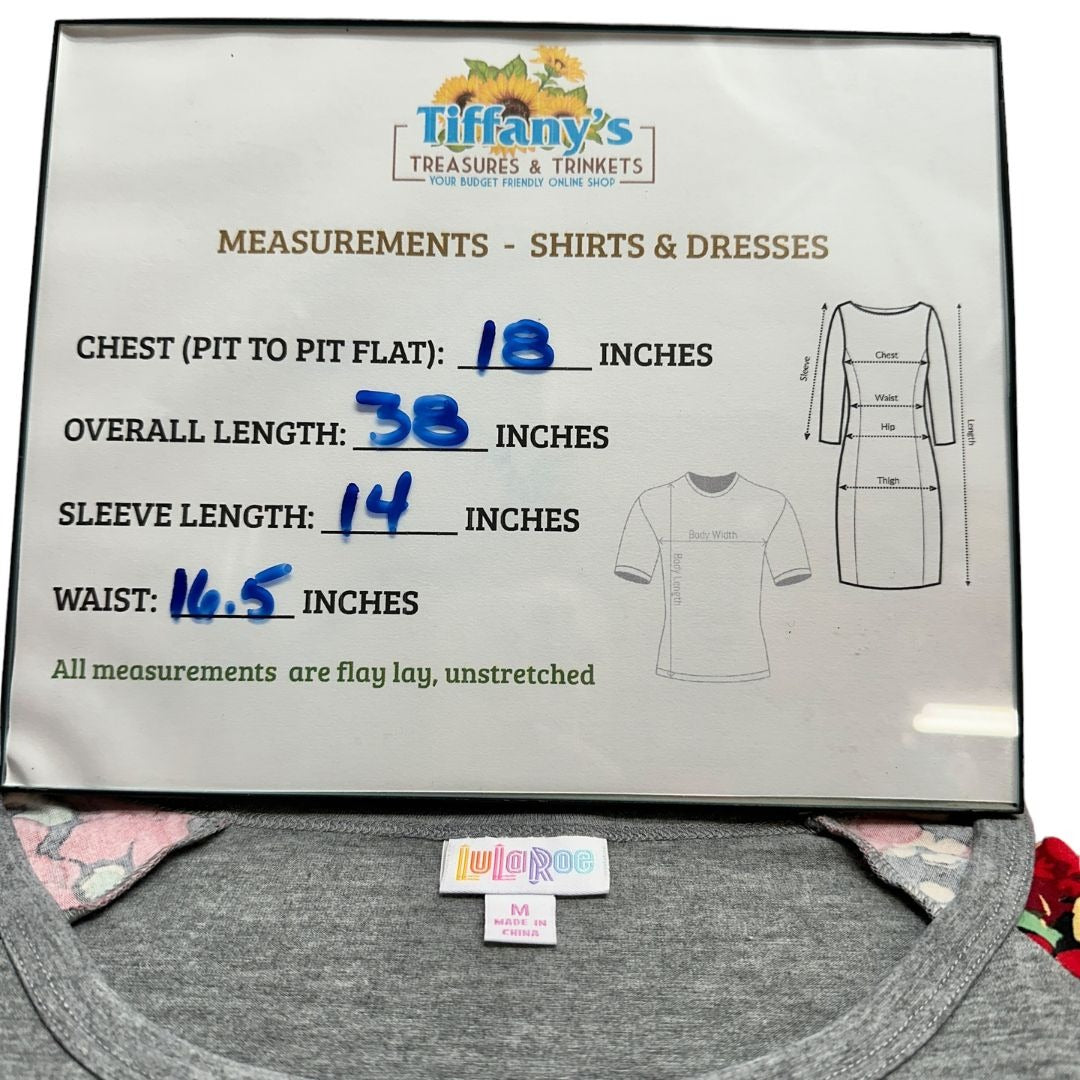 Tiffany's
TREASURES & TRINKETS
YOUR BUDGET FRIENDLY ONLINE SHOP
MEASUREMENTS - SHIRTS & DRESSES
CHEST (PIT TO PIT FLAT): 18 INCHES
OVERALL LENGTH: 38 INCHES
SLEEVE LENGTH: 14 INCHES
WAIST: 16.5 INCHES
All measurements are flay lay, unstretched
Sleeve
Chest
Waist
Hip
Thigh
Length
Body Width
Body Length
LuLaRoe
M
MADE IN
CHINA